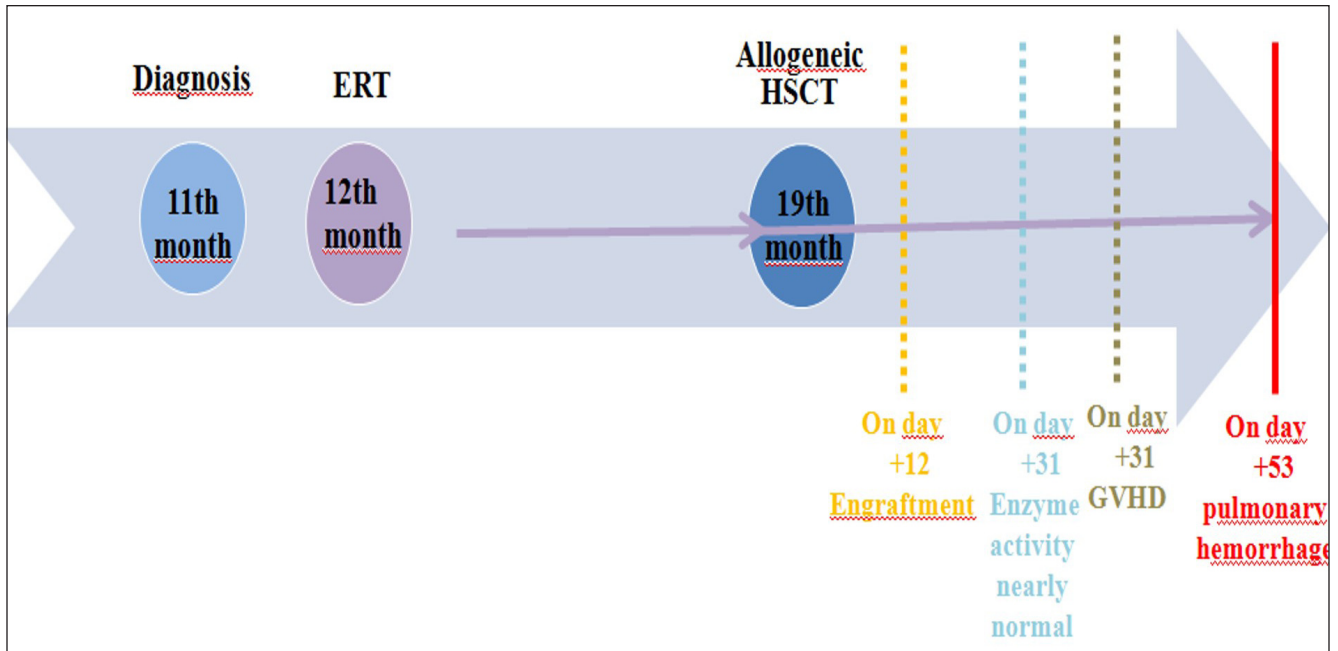 Diagnosis
ERT
Allogeneic
HSCT
11th
month
12th
month
19th
month
On day
+12
Engraftment
On day
+31
Enzyme
activity
nearly
normal
On day
+31
GVHD
On day
+53
pulmonary
hemorrhage